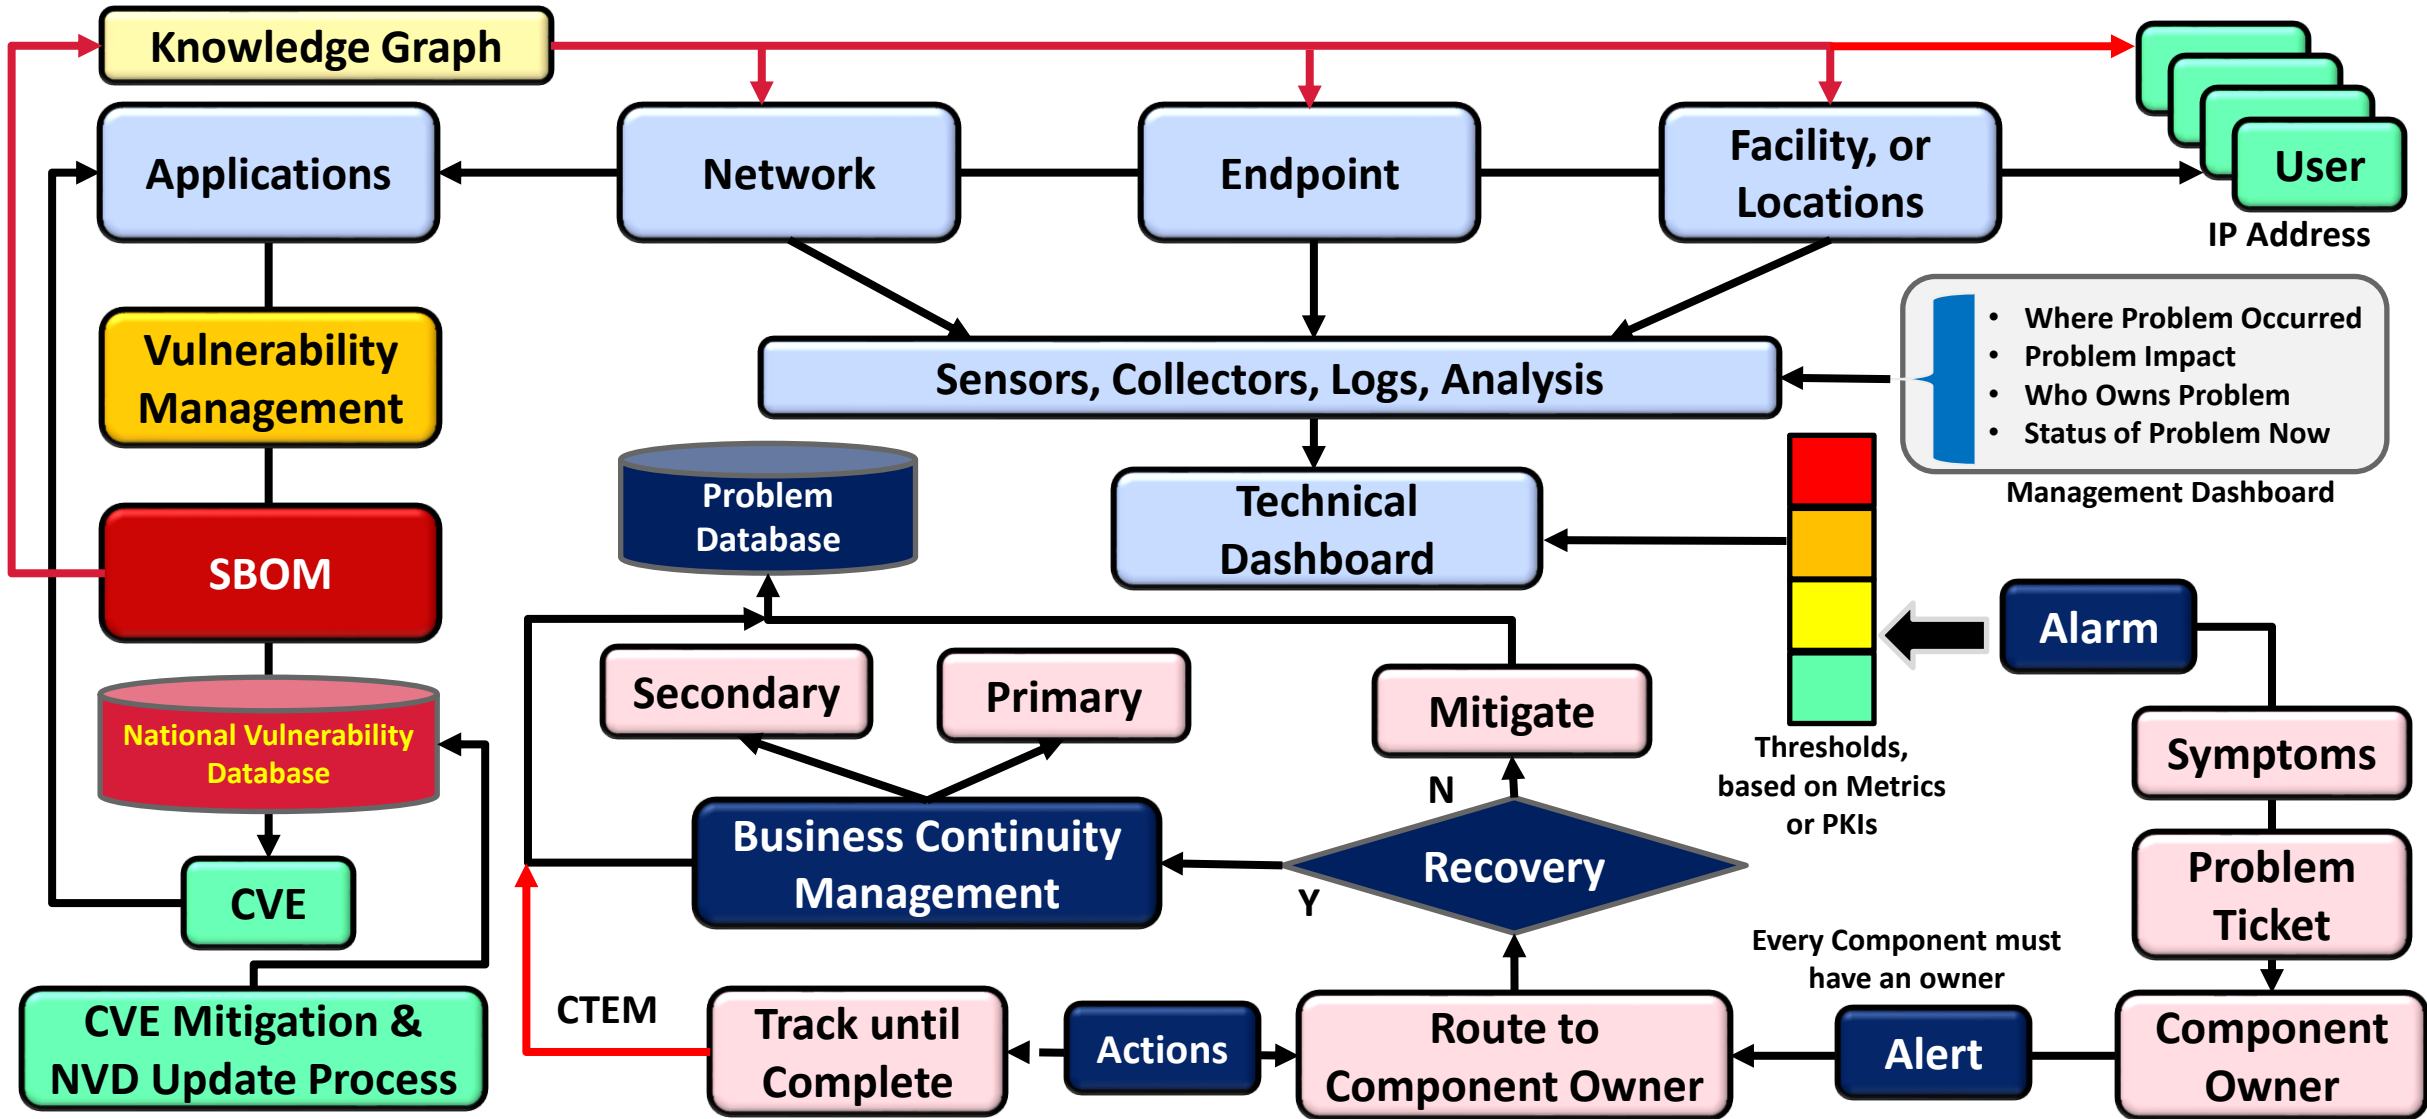 Knowledge Graph
Applications
Network
Endpoint
Facility, or
Locations
User
IP Address
Vulnerability
Management
Sensors, Collectors, Logs, Analysis
• Where Problem Occurred
• Problem Impact
• Who Owns Problem
• Status of Problem Now
Management Dashboard
Problem
Database
Technical
Dashboard
SBOM
Alarm
Secondary
Primary
Mitigate
National Vulnerability
Database
Thresholds,
based on Metrics
or PKIs
Symptoms
N
Business Continuity
Management
Recovery
Y
Problem
Ticket
CVE
Every Component must
have an owner
CVE Mitigation &
NVD Update Process
CTEM
Track until
Complete
Actions
Route to
Component Owner
Alert
Component
Owner